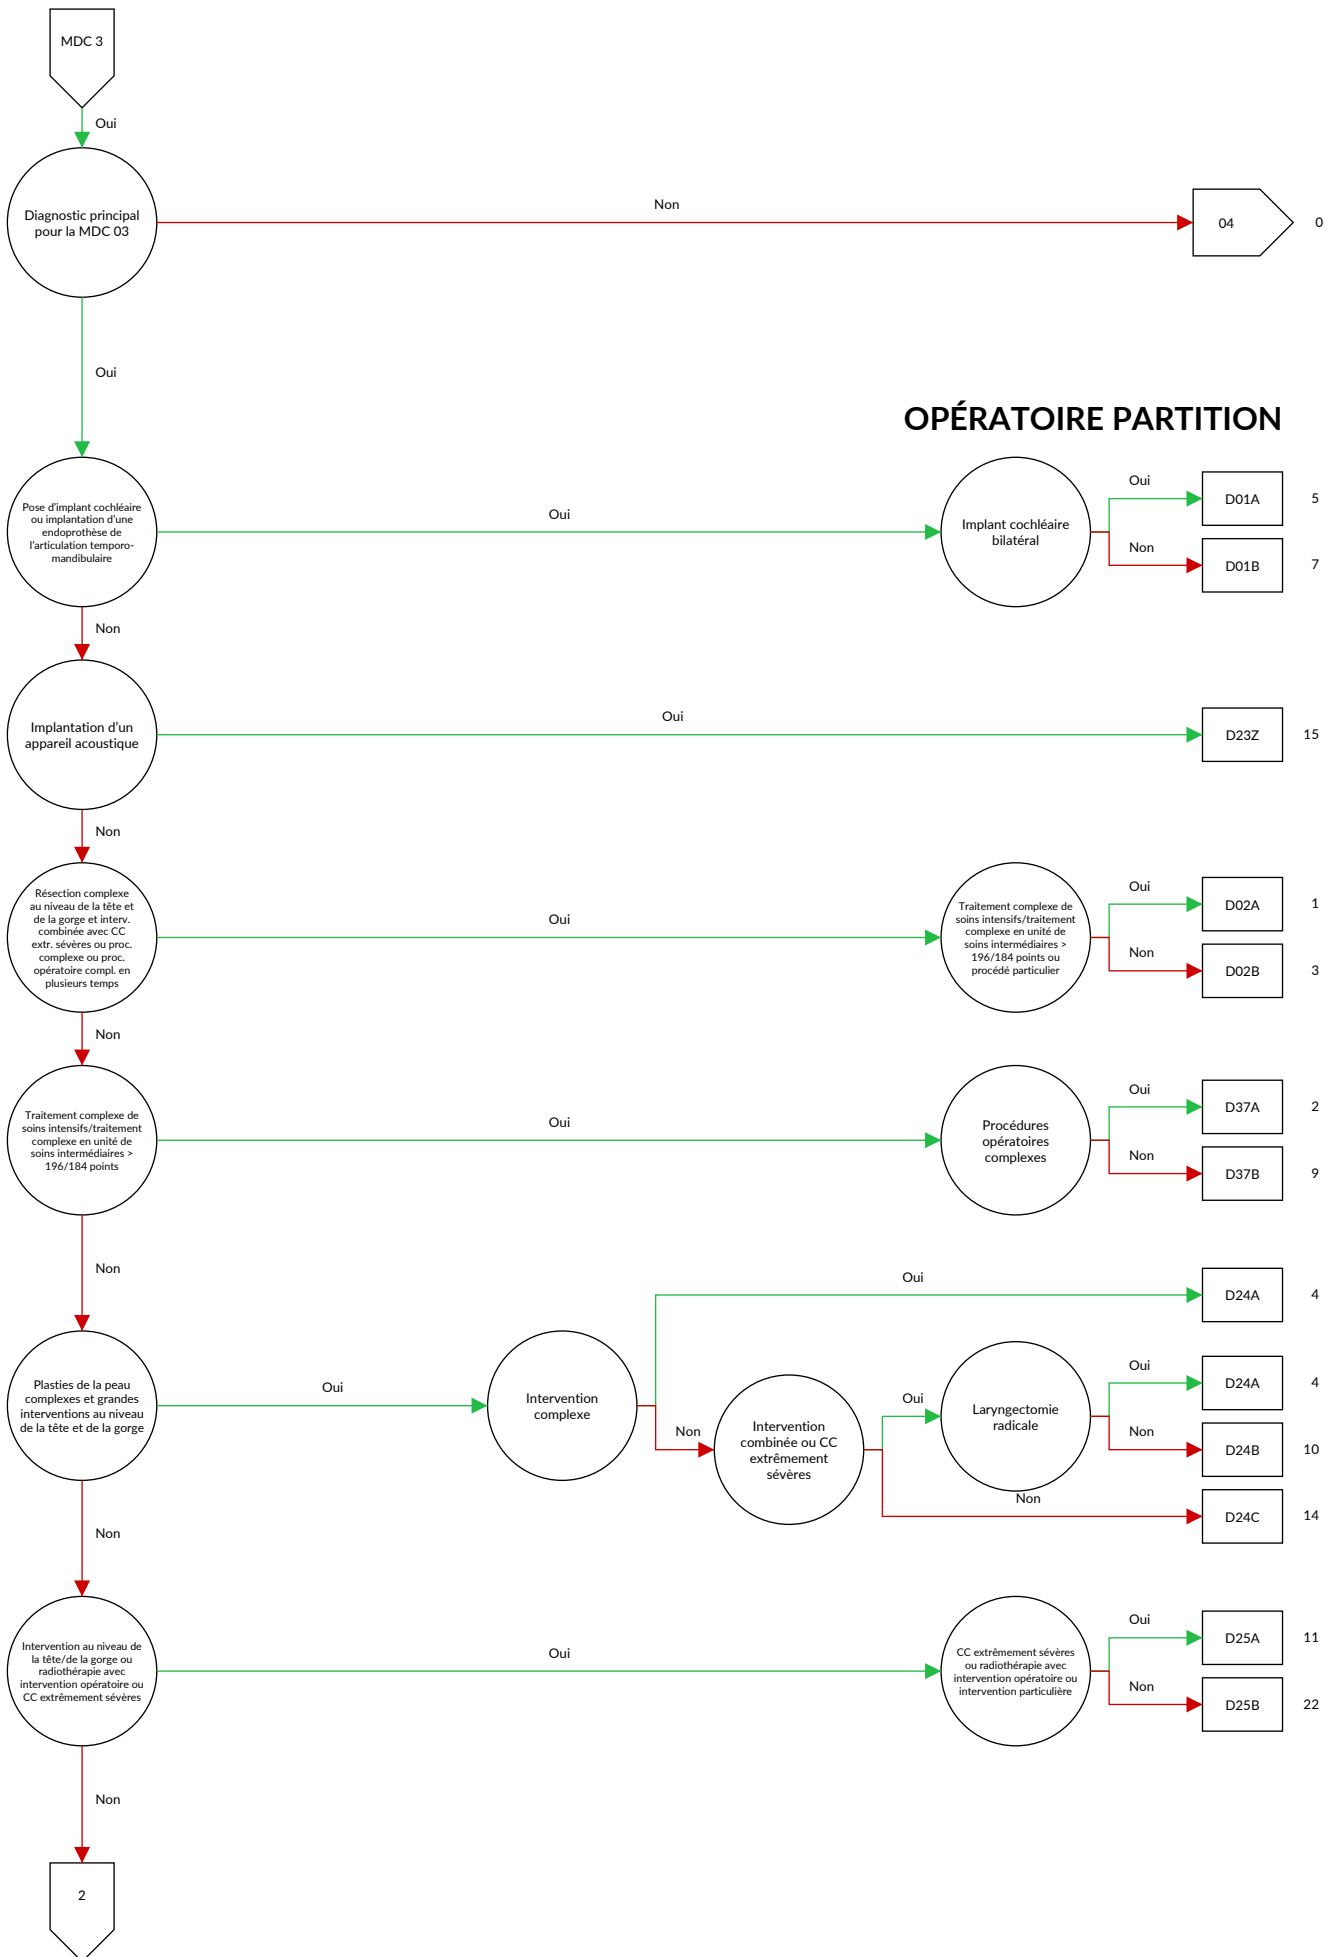 MDC 3
Oui
Diagnostic principal
pour la MDC 03
Non
04
0
Oui
OPÉRATOIRE PARTITION
Pose d'implant cochléaire
ou implantation d'une
endoprothèse de
l'articulation temporo-
mandibulaire
Oui
Implant cochléaire
bilatéral
Oui
D01A
5
Non
D01B
7
Non
Implantation d'un
appareil acoustique
Oui
D23Z
15
Non
Résection complexe
au niveau de la tête et
de la gorge et interv.
combinée avec CC
extr. sévères ou proc.
complexe ou proc.
opératoire compl. en
plusieurs temps
Oui
Traitement complexe de
soins intensifs/traitement
complexe en unité de
soins intermédiaires >
196/184 points ou
procédé particulier
Oui
D02A
1
Non
D02B
3
Non
Traitement complexe de
soins intensifs/traitement
complexe en unité de
soins intermédiaires >
196/184 points
Oui
Procédures
opératoires
complexes
Oui
D37A
2
Non
D37B
9
Non
Plasties de la peau
complexes et grandes
interventions au niveau
de la tête et de la gorge
Oui
Intervention
complexe
Oui
D24A
4
Non
Intervention
combinée ou CC
extrêmement
sévères
Oui
Laryngectomie
radicale
Oui
D24A
4
Non
D24B
10
Non
D24C
14
Non
Intervention au niveau de
la tête/de la gorge ou
radiothérapie avec
intervention opératoire ou
CC extrêmement sévères
Oui
CC extrêmement sévères
ou radiothérapie avec
intervention opératoire ou
intervention particulière
Oui
D25A
11
Non
D25B
22
Non
2